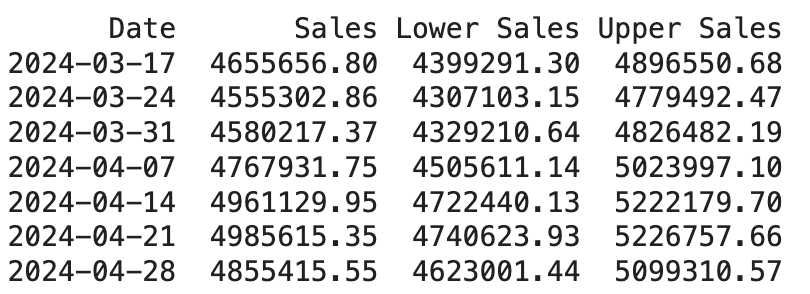 Date Sales Lower Sales Upper Sales
2024-03-17 4655656.80 4399291.30 4896550.68
2024-03-24 4555302.86 4307103.15 4779492.47
2024-03-31 4580217.37 4329210.64 4826482.19
2024-04-07 4767931.75 4505611.14 5023997.10
2024-04-14 4961129.95 4722440.13 5222179.70
2024-04-21 4985615.35 4740623.93 5226757.66
2024-04-28 4855415.55 4623001.44 5099310.57